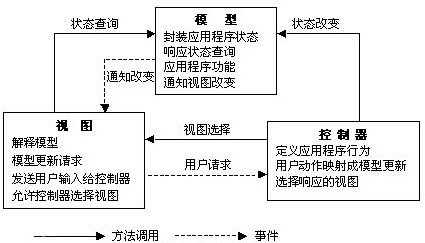 模 型
封装应用程序状态
响应状态查询
应用程序功能
通知视图改变
状态查询
状态改变
通知改变
视 图
解释模型
模型更新请求
发送用户输入给控制器
允许控制器选择视图
视图选择
用户请求
控 制 器
定义应用程序行为
用户动作映射成模型更新
选择响应的视图
方法调用
事件